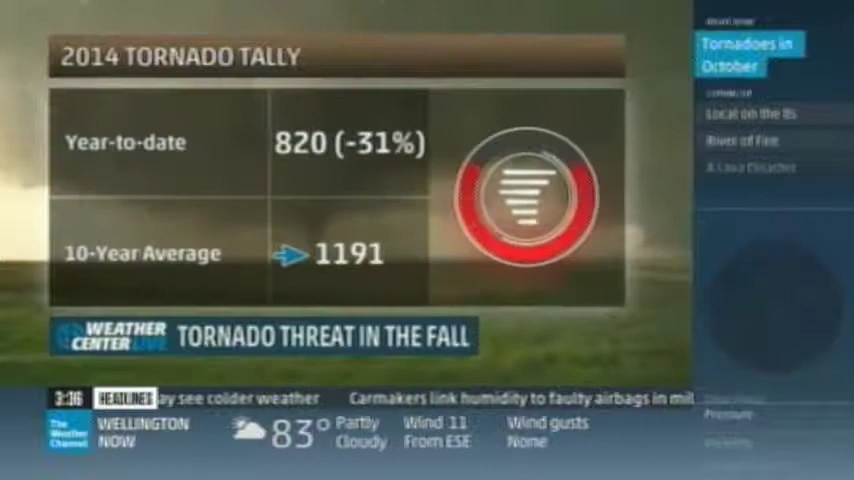 2014 TORNADO TALLY
Year-to-date
820 (-31%)
10-Year Average
1191
WEATHER CENTER LIVE
TORNADO THREAT IN THE FALL
Tornadoes in
October
Local on the 8s
River of Fire
3:36
HEADLINES
ay see colder weather
Carmakers link humidity to faulty airbags in mil
The
Weather
Channel
WELLINGTON
NOW
83°
Partly
Cloudy
Wind 11
From ESE
Wind gusts
None
Pressure